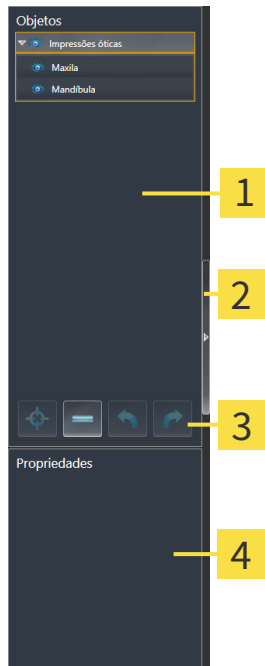 Objetos
Impressões óticas
Maxila
Mandíbula
1
2
3
Propriedades
4